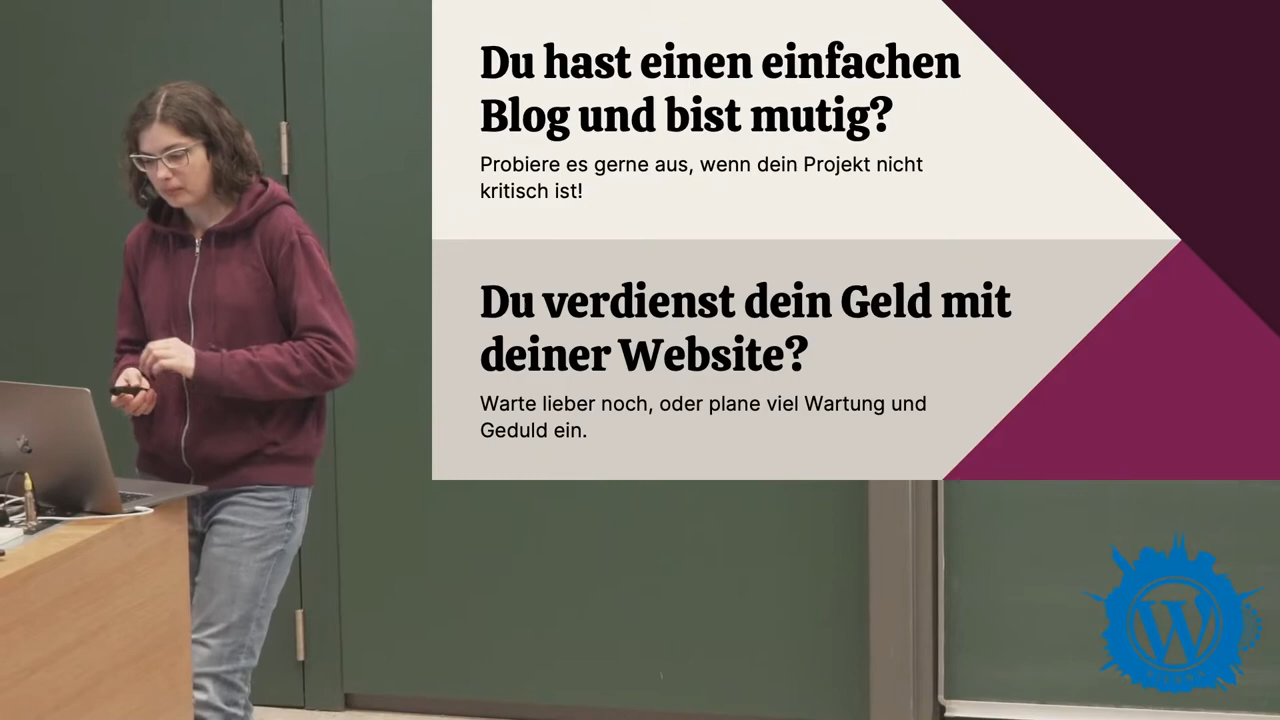 Du hast einen einfachen
Blog und bist mutig?
Probiere es gerne aus, wenn dein Projekt nicht
kritisch ist!
Du verdienst dein Geld mit
deiner Website?
Warte lieber noch, oder plane viel Wartung und
Geduld ein.
W